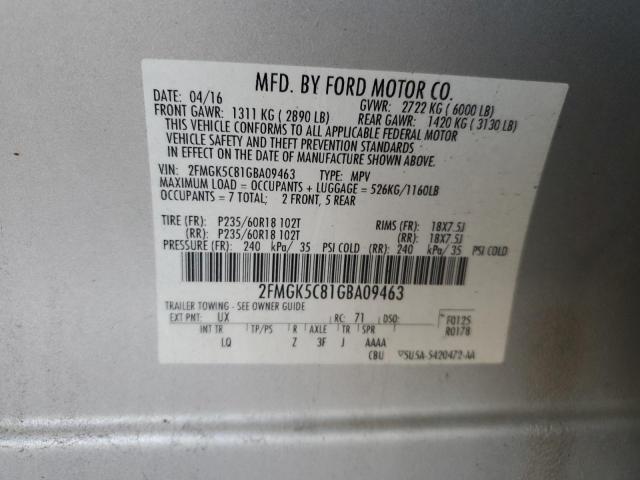 MFD. BY FORD MOTOR CO.
DATE: 04/16 GVWR: 2722 KG ( 6000 LB)
FRONT GAWR: 1311 KG ( 2890 LB) REAR GAWR: 1420 KG ( 3130 LB)
THIS VEHICLE CONFORMS TO ALL APPLICABLE FEDERAL MOTOR
VEHICLE SAFETY AND THEFT PREVENTION STANDARDS
IN EFFECT ON THE DATE OF MANUFACTURE SHOWN ABOVE.
VIN: 2FMGK5C81GBA09463 TYPE: MPV
MAXIMUM LOAD = OCCUPANTS + LUGGAGE = 526KG/1160LB
OCCUPANTS = 7 TOTAL; 2 FRONT, 5 REAR
TIRE (FR): P235/60R18 102T RIMS (FR): 18X7.5J
(RR): P235/60R18 102T (RR): 18X7.5J
PRESSURE (FR): 240 kPa/ 35 PSI COLD (RR): 240 kPa/ 35 PSI COLD
2FMGK5C81GBA09463
TRAILER TOWING - SEE OWNER GUIDE
EXT PNT: UX RC: 71 DSO: F0125
INT TR TP/PS R AXLE TR SPR R0178
LQ Z 3F J AAAA
CBU SU5A-5420472-AA